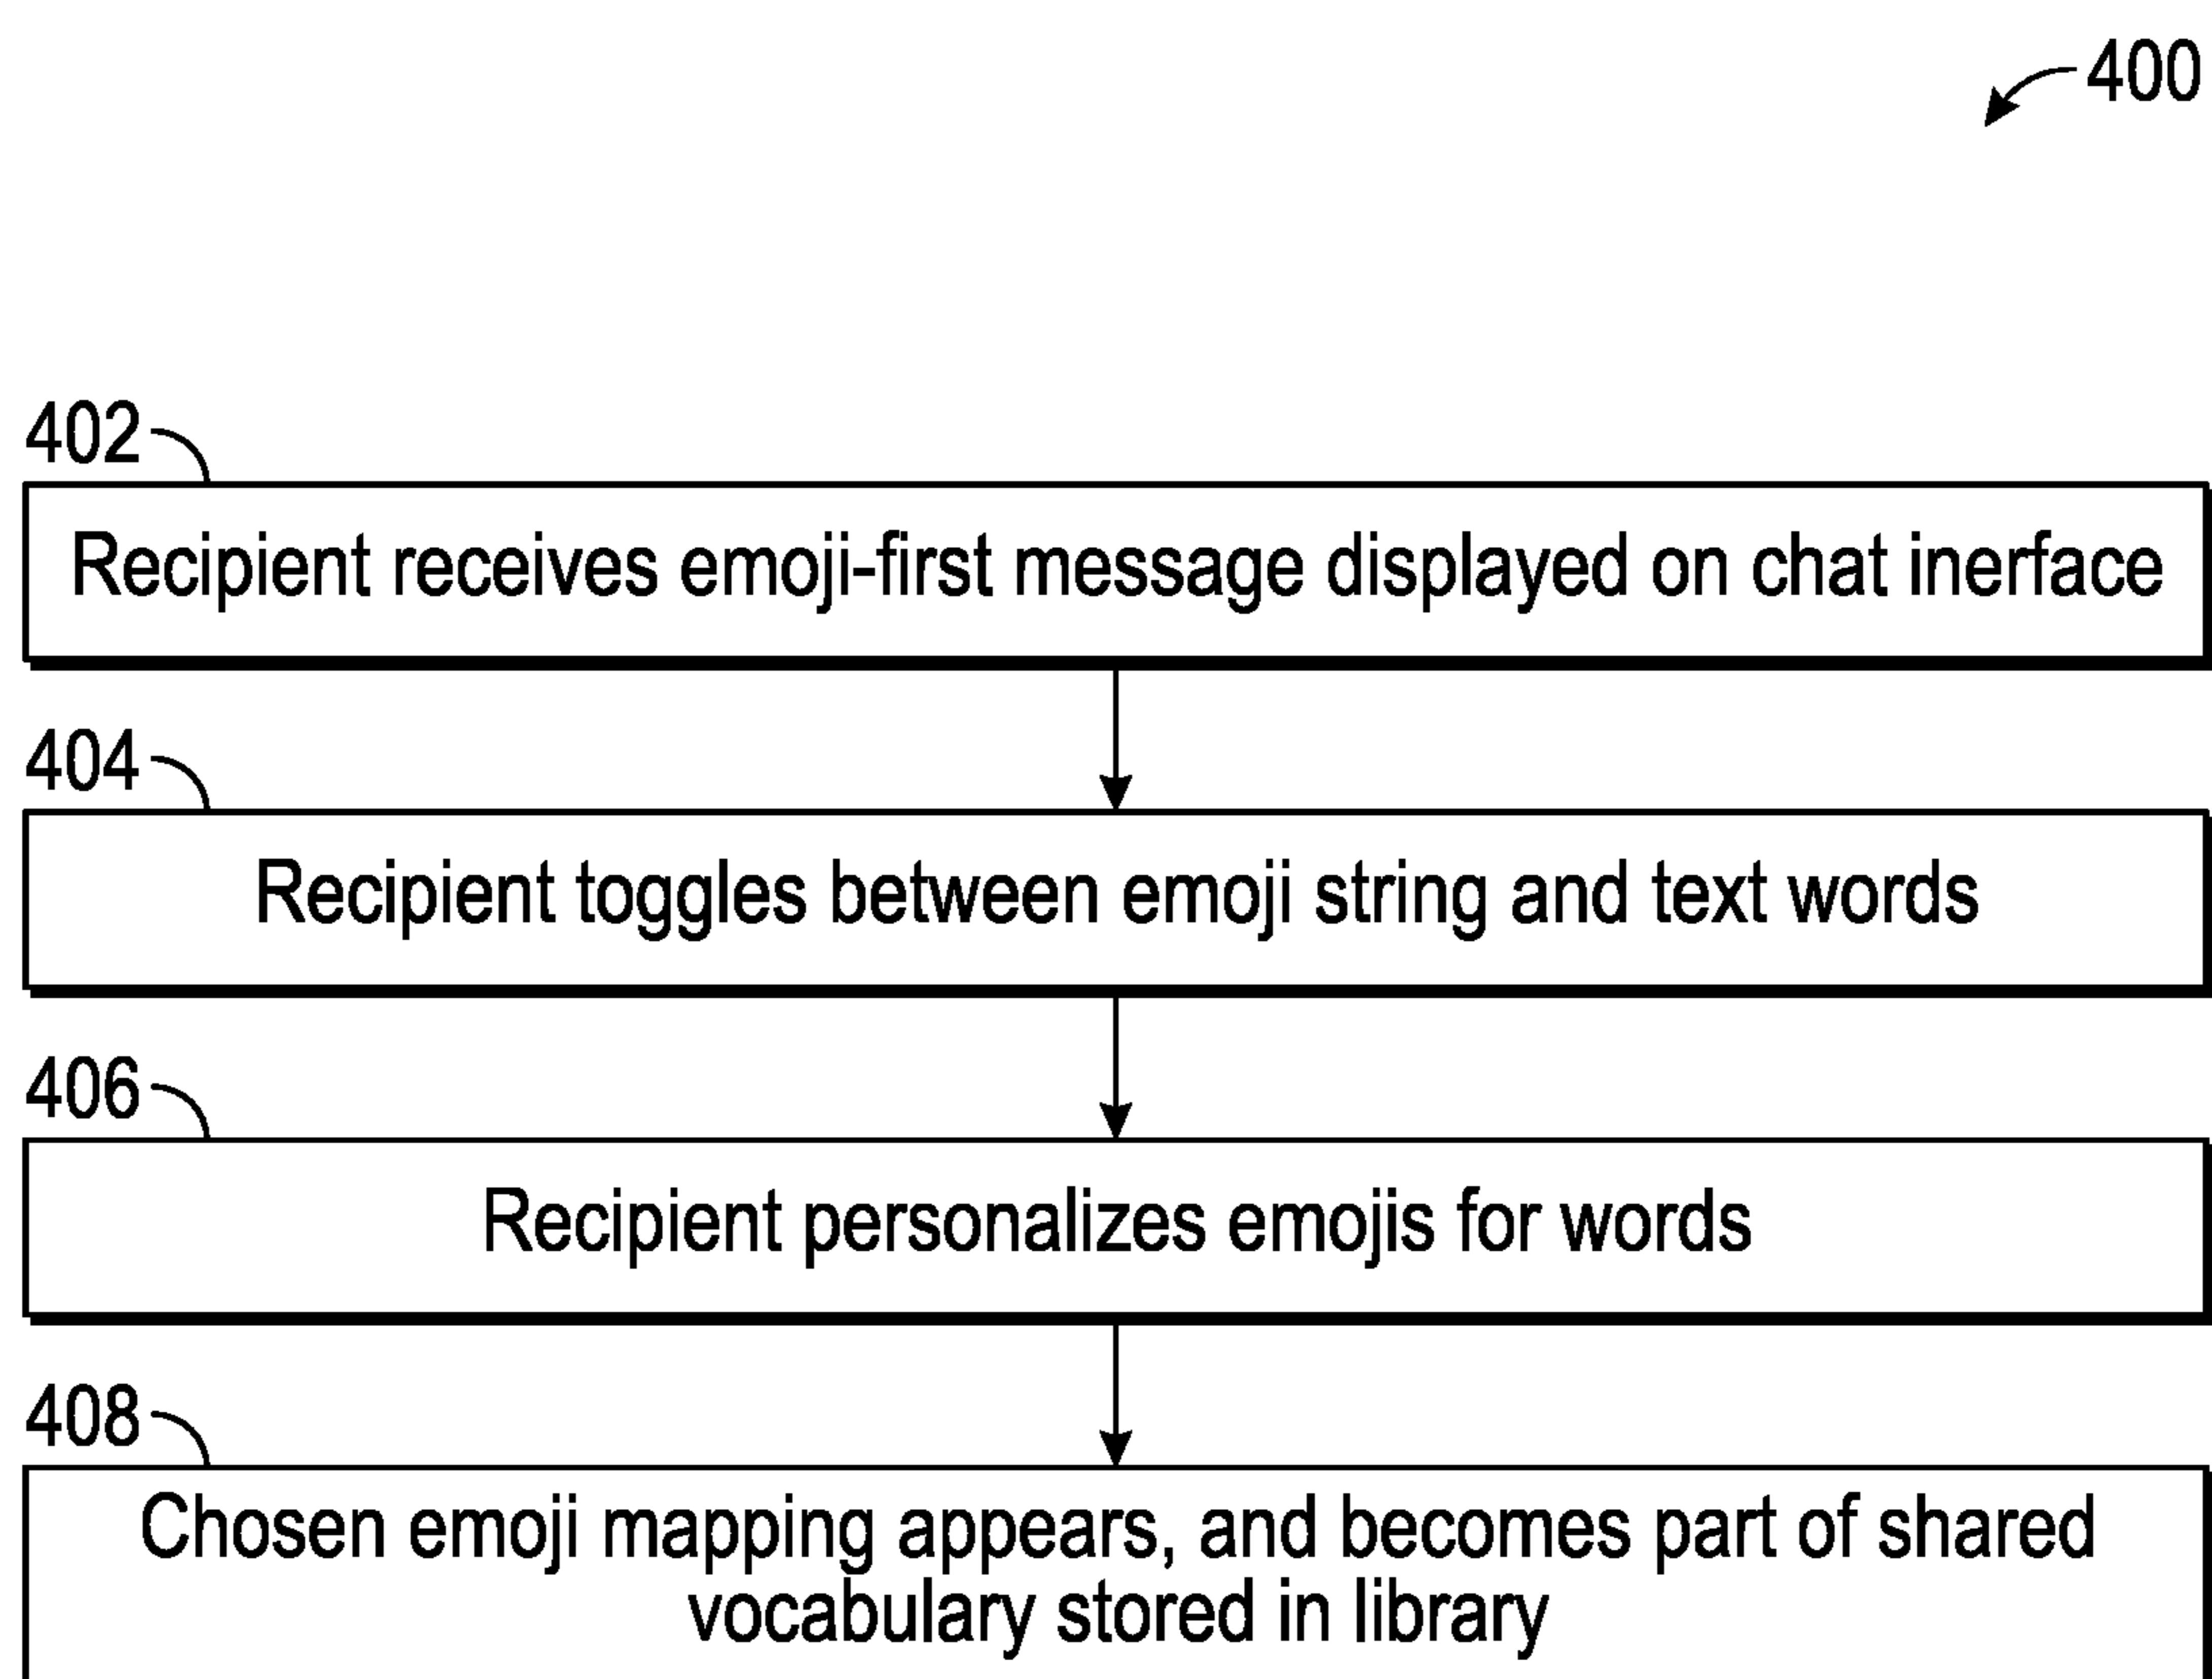 400
402
Recipient receives emoji-first message displayed on chat inerface
404
Recipient toggles between emoji string and text words
406
Recipient personalizes emojis for words
408
Chosen emoji mapping appears, and becomes part of shared
vocabulary stored in library